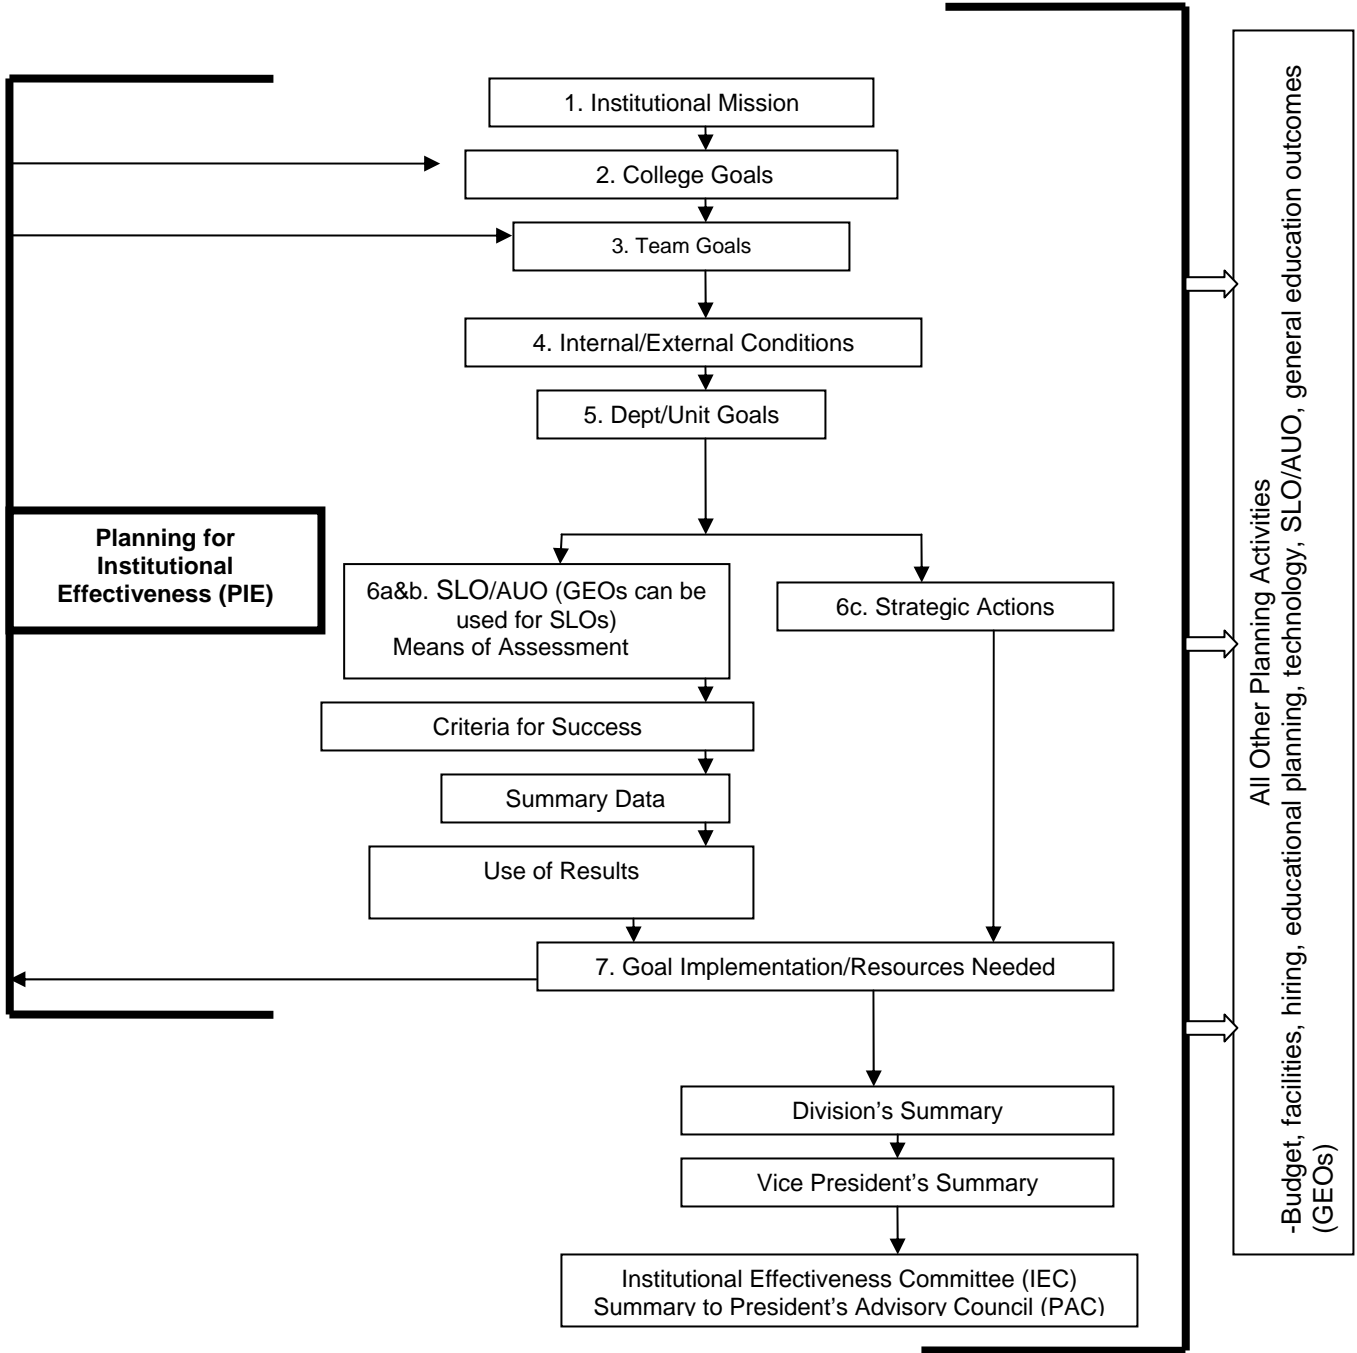 1. Institutional Mission
2. College Goals
3. Team Goals
4. Internal/External Conditions
5. Dept/Unit Goals
Planning for
Institutional
Effectiveness (PIE)
6a&b. SLO/AUO (GEOs can be
used for SLOs)
Means of Assessment
6c. Strategic Actions
Criteria for Success
Summary Data
Use of Results
7. Goal Implementation/Resources Needed
Division’s Summary
Vice President’s Summary
Institutional Effectiveness Committee (IEC)
Summary to President’s Advisory Council (PAC)
All Other Planning Activities
-Budget, facilities, hiring, educational planning, technology, SLO/AUO, general education outcomes
(GEOs)